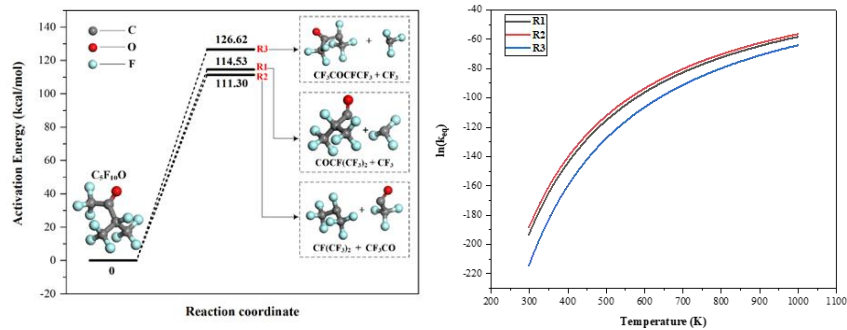 C
O
F
C₅F₁₀O
0
126.62
R3
114.53
R1
R2
111.30
CF₃COCFCF₃ + CF₃
COCF(CF₃)₂ + CF₃
CF(CF₃)₂ + CF₃CO
140
120
100
80
60
40
20
0
-20
Activation Energy (kcal/mol)
Reaction coordinate
R1
R2
R3
-40
-60
-80
-100
-120
-140
-160
-180
-200
-220
ln(keq)
200 300 400 500 600 700 800 900 1000 1100
Temperature (K)